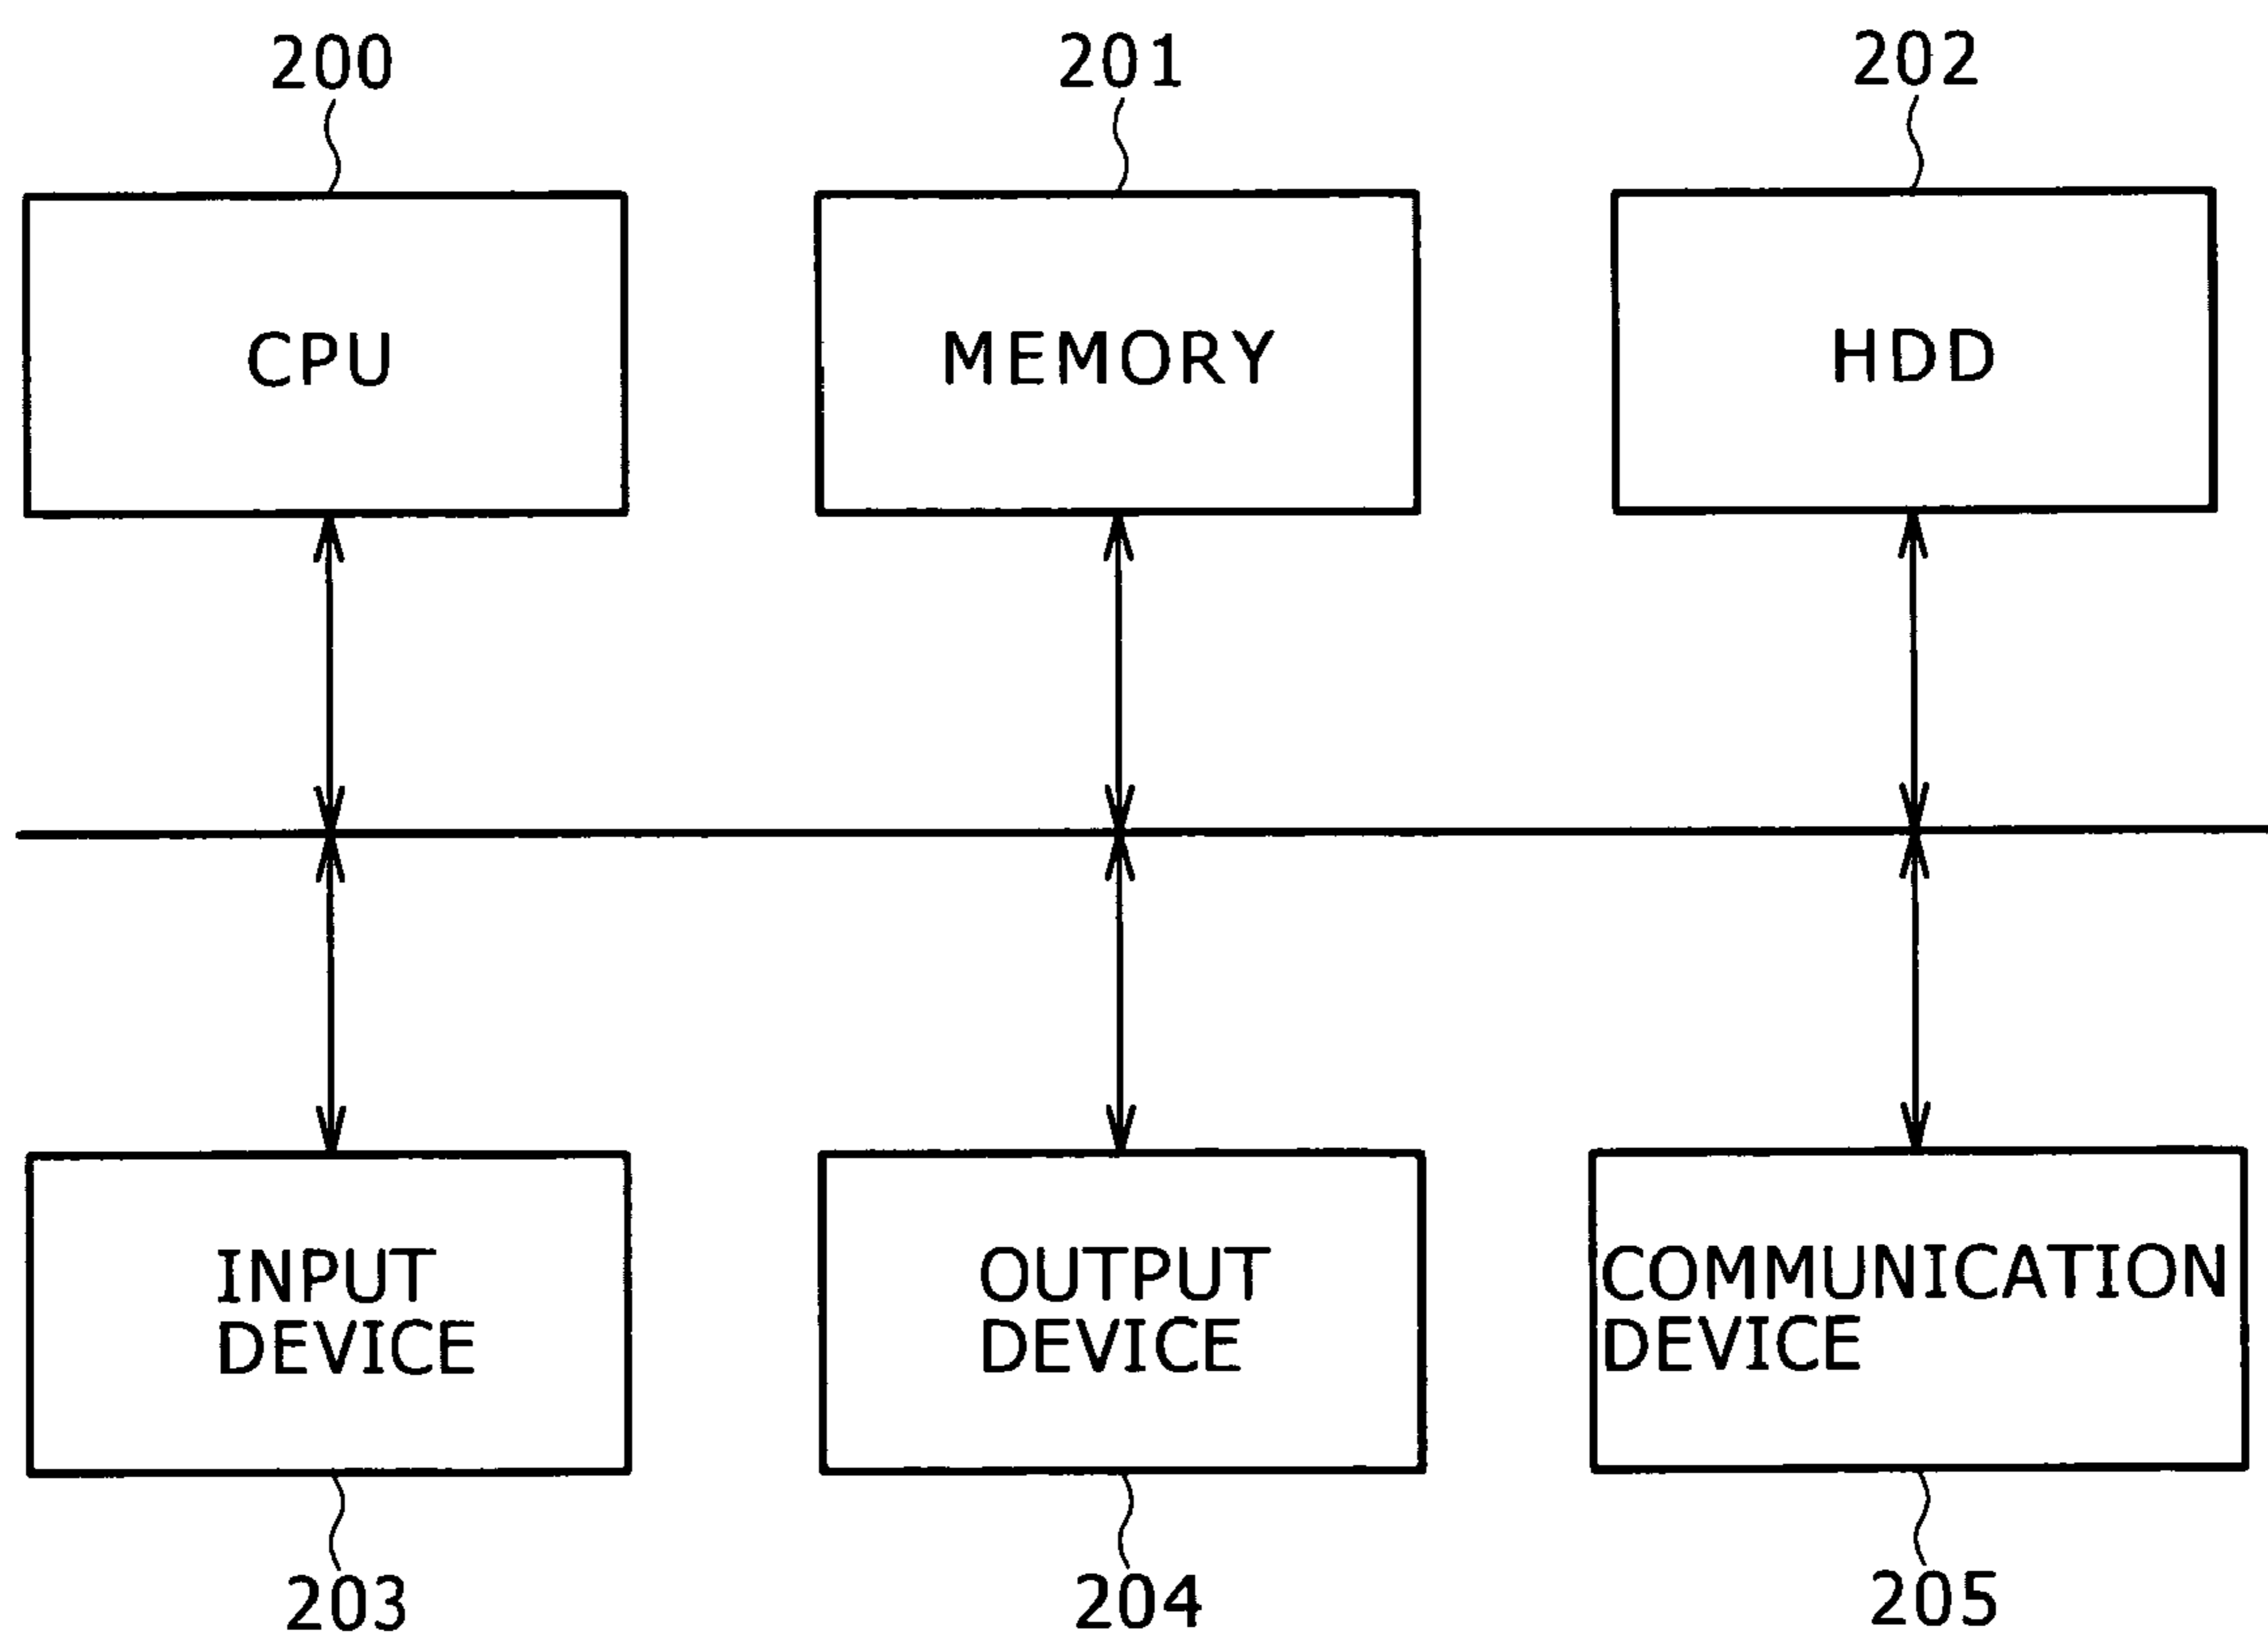 200
201
202
CPU
MEMORY
HDD
INPUT
DEVICE
OUTPUT
DEVICE
COMMUNICATION
DEVICE
203
204
205